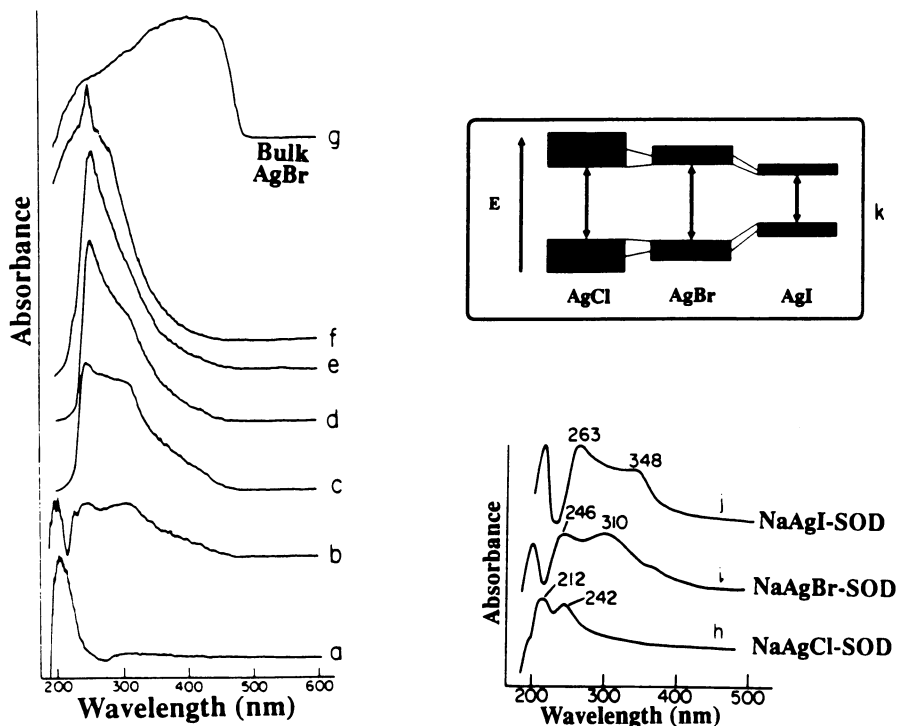 Absorbance
g
Bulk
AgBr
f
e
d
c
b
a
200 300 400 500 600
Wavelength (nm)
E
k
AgCl AgBr AgI
Absorbance
263
348
j
NaAgI-SOD
246
310
i
NaAgBr-SOD
212
242
h
NaAgCl-SOD
200 300 400 500
Wavelength (nm)